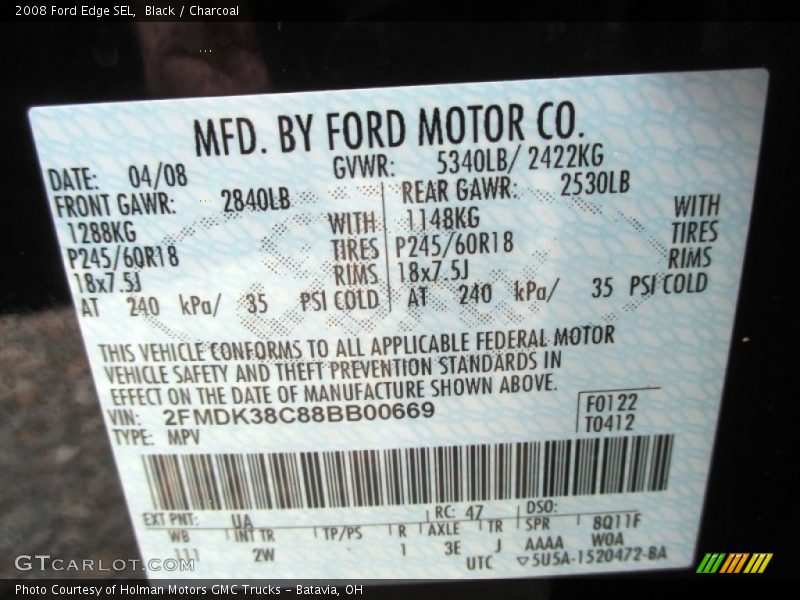 2008 Ford Edge SEL, Black / Charcoal
MFD. BY FORD MOTOR CO.
DATE: 04/08 GVWR: 5340LB/ 2422KG
FRONT GAWR: 2840LB REAR GAWR: 2530LB
1288KG WITH 1148KG WITH
P245/60R18 TIRES P245/60R18 TIRES
18x7.5J RIMS 18x7.5J RIMS
AT 240 kPa/ 35 PSI COLD AT 240 kPa/ 35 PSI COLD
THIS VEHICLE CONFORMS TO ALL APPLICABLE FEDERAL MOTOR
VEHICLE SAFETY AND THEFT PREVENTION STANDARDS IN
EFFECT ON THE DATE OF MANUFACTURE SHOWN ABOVE.
VIN: 2FMDK38C88BB00669 F0122
TYPE: MPV T0412
EXT PNT: UA RC: 47 DSO:
WB INT TR TP/PS R AXLE TR SPR 8Q11F
111 2W 1 3E J AAAA W0A
UTC ▽5U5A-1520472-BA
GTCARLOT.COM
Photo Courtesy of Holman Motors GMC Trucks - Batavia, OH